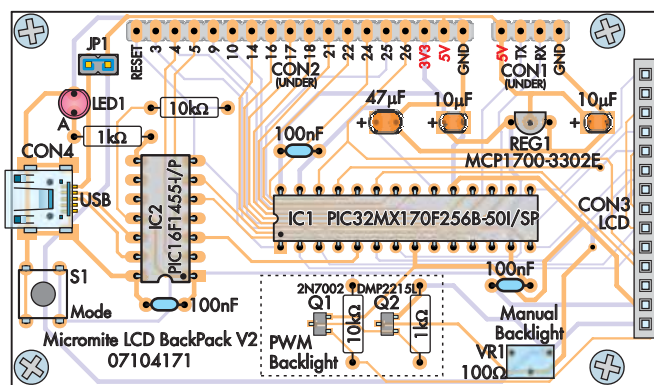 JP1
RESET 3 4 5 9 10 14 16 17 18 21 22 24 25 26 3V3 5V GND
CON2
(UNDER)
5V TX RX GND
CON1
(UNDER)
LED1
A
10kΩ
1kΩ
47µF
10µF
10µF
+
+
+
100nF
REG1
MCP1700-3302E
CON4
USB
IC2
PIC16F1455-I/P
IC1 PIC32MX170F256B-50I/SP
CON3
LCD
S1
Mode
100nF
100nF
2N7002 DMP2215L
Q1 Q2
10kΩ
1kΩ
PWM
Backlight
Manual
Backlight
VR1
100Ω
Micromite LCD BackPack V2
07104171